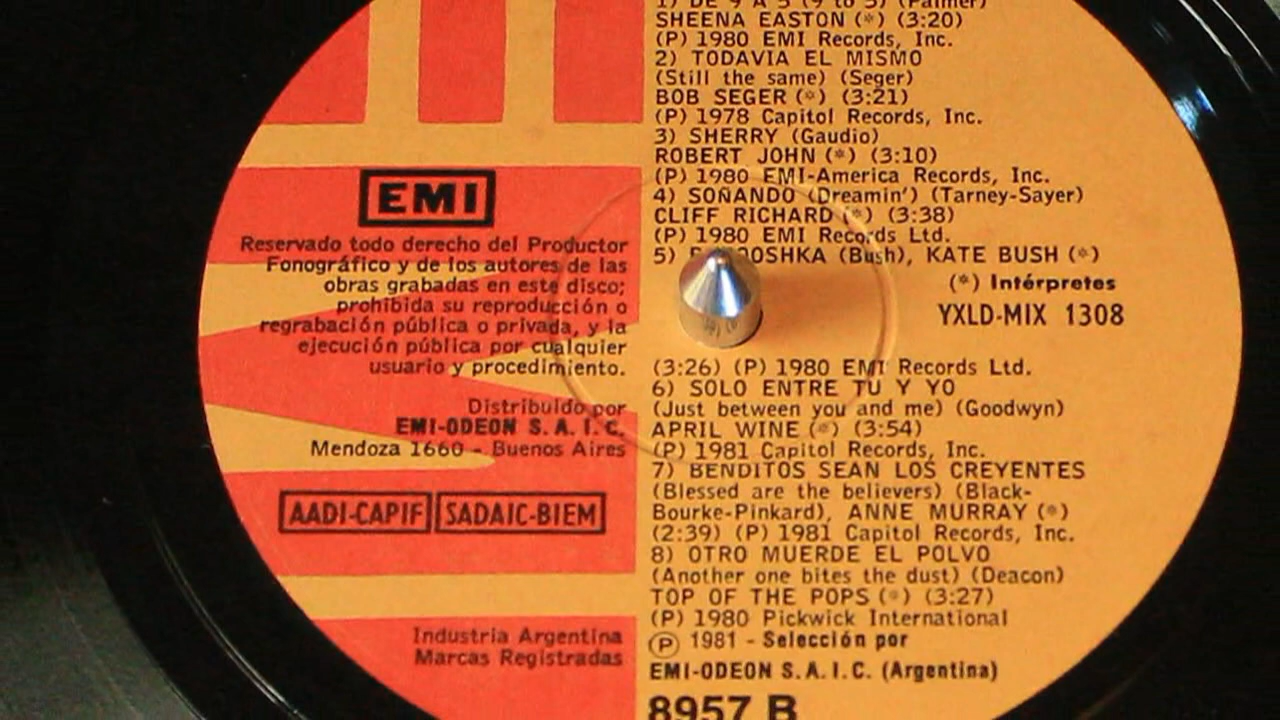 EMI
Reservado todo derecho del Productor
Fonográfico y de los autores de las
obras grabadas en este disco;
prohibida su reproducción o
regrabación pública o privada, y la
ejecución pública por cualquier
usuario y procedimiento.
Distribuido por
EMI-ODEON S.A.I.C.
Mendoza 1660 - Buenos Aires
AADI-CAPIF SADAIC-BIEM
Industria Argentina
Marcas Registradas
1) DE 9 A 5 (9 to 5) (Palmer)
SHEENA EASTON (*) (3:20)
(P) 1980 EMI Records, Inc.
2) TODAVIA EL MISMO
(Still the same) (Seger)
BOB SEGER (*) (3:21)
(P) 1978 Capitol Records, Inc.
3) SHERRY (Gaudio)
ROBERT JOHN (*) (3:10)
(P) 1980 EMI-America Records, Inc.
4) SOÑANDO (Dreamin') (Tarney-Sayer)
CLIFF RICHARD (*) (3:38)
(P) 1980 EMI Records Ltd.
5) (Bush), KATE BUSH (*)
(*) Intérpretes
YXLD-MIX 1308
(3:26) (P) 1980 EMI Records Ltd.
6) SOLO ENTRE TU Y YO
(Just between you and me) (Goodwyn)
APRIL WINE (*) (3:54)
(P) 1981 Capitol Records, Inc.
7) BENDITOS SEAN LOS CREYENTES
(Blessed are the believers) (Black-
Bourke-Pinkard), ANNE MURRAY (*)
(2:39) (P) 1981 Capitol Records, Inc.
8) OTRO MUERDE EL POLVO
(Another one bites the dust) (Deacon)
TOP OF THE POPS (*) (3:27)
(P) 1980 Pickwick International
Ⓟ 1981 - Selección por
EMI-ODEON S.A.I.C. (Argentina)
8957 B